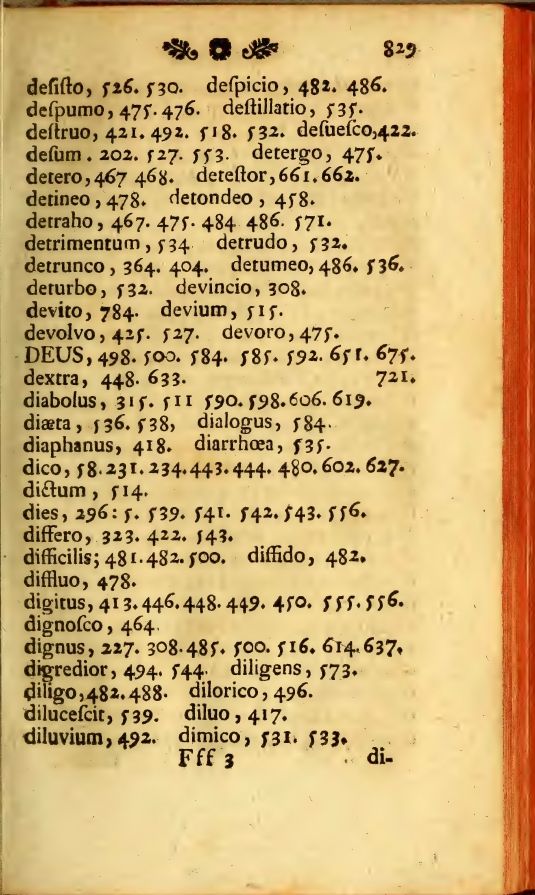 829
deſiſto, 526. 530. deſpicio, 482. 486.
deſpumo, 475. 476. deſtillatio, 535.
deſtruo, 421. 492. 518. 532. deſueſco, 422.
deſum. 202. 527. 553. detergo, 475.
detero, 467 468. deteſtor, 661. 662.
detineo, 478. detondeo, 458.
detraho, 467. 475. 484 486. 571.
detrimentum, 534 detrudo, 532.
detrunco, 364. 404. detumeo, 486. 536.
deturbo, 532. devincio, 308.
devito, 784. devium, 515.
devolvo, 425. 527. devoro, 475.
DEUS, 498. 500. 584. 585. 592. 651. 675.
dextra, 448. 633. 721.
diabolus, 315. 511 590. 598. 606. 619.
diæta, 536. 538, dialogus, 584.
diaphanus, 418. diarrhœa, 535.
dico, 58. 231. 234. 443. 444. 480. 602. 627.
dictum, 514.
dies, 296: 5. 539. 541. 542. 543. 556.
differo, 323. 422. 543.
difficilis; 481. 482. 500. diffido, 482.
diffluo, 478.
digitus, 413. 446. 448. 449. 450. 555. 556.
dignoſco, 464.
dignus, 227. 308. 485. 500. 516. 614. 637,
digredior, 494. 544. diligens, 573.
diligo, 482. 488. dilorico, 496.
diluceſcit, 539. diluo, 417.
diluvium, 492. dimico, 531. 533.
Fff 3 di-